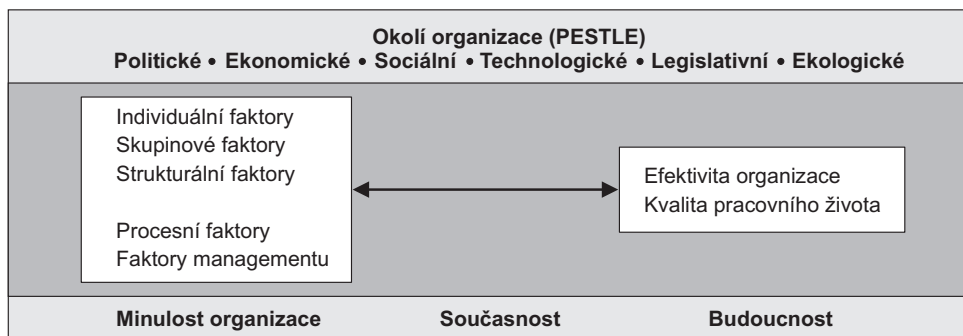 Okolí organizace (PESTLE)
Politické • Ekonomické • Sociální • Technologické • Legislativní • Ekologické
Individuální faktory
Skupinové faktory
Strukturální faktory
Procesní faktory
Faktory managementu
Efektivita organizace
Kvalita pracovního života
Minulost organizace Současnost Budoucnost